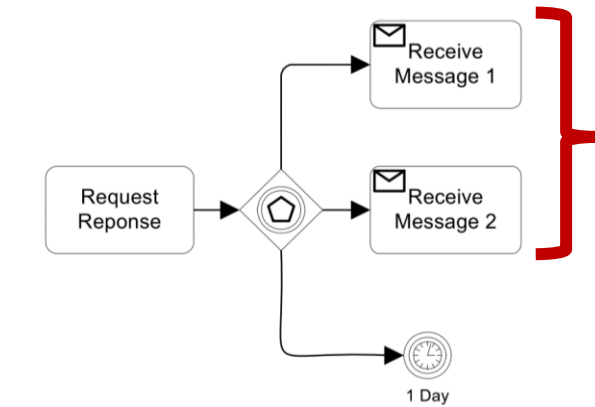 Receive
Message 1
Request
Reponse
Receive
Message 2
1 Day